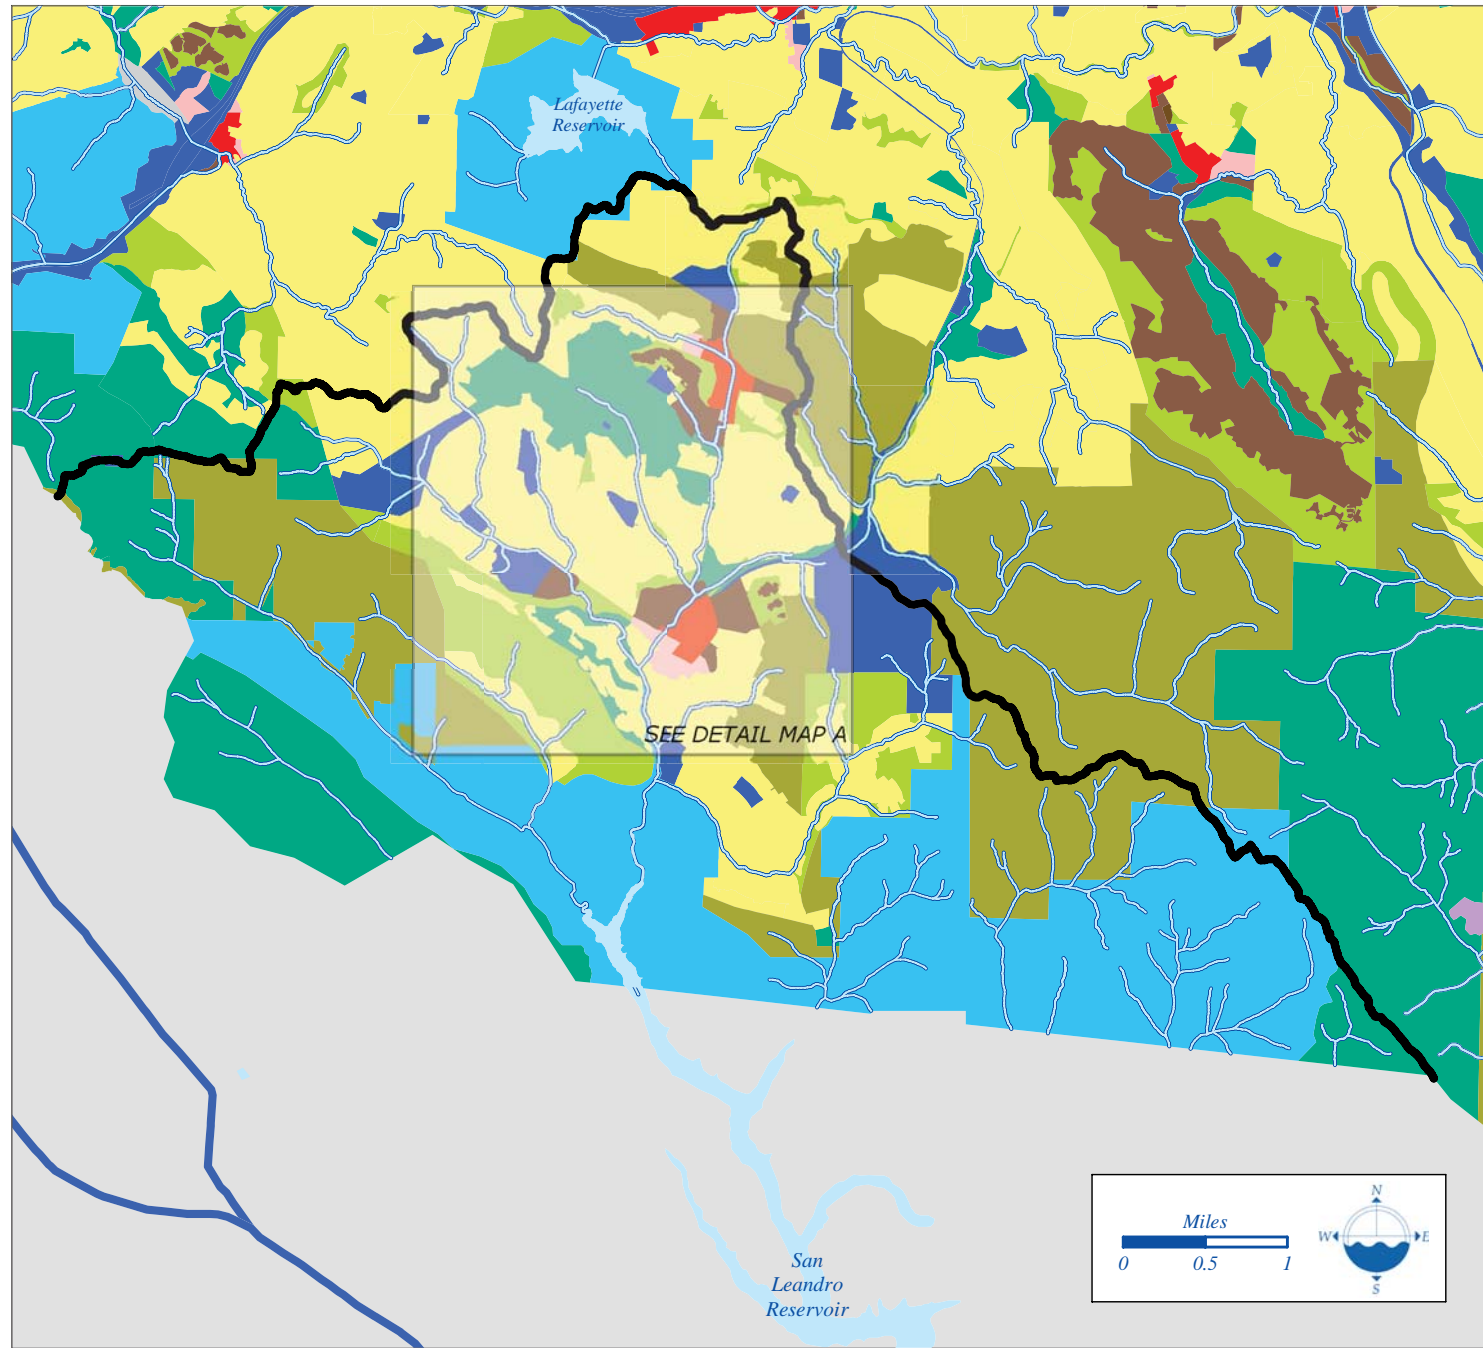 Lafayette
Reservoir
SEE DETAIL MAP A
Miles
0 0.5 1
N
W E
S
San
Leandro
Reservoir